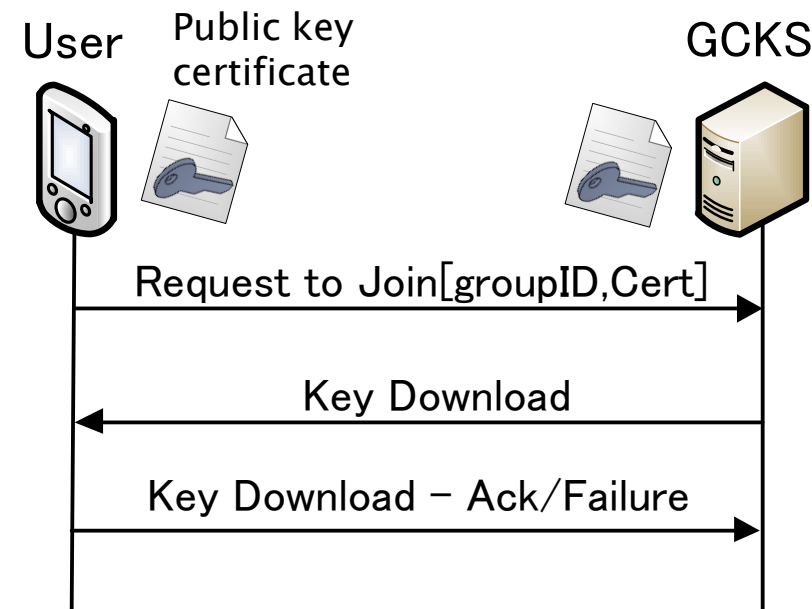 User
Public key
certificate
GCKS
Request to Join[groupID,Cert]
Key Download
Key Download - Ack/Failure